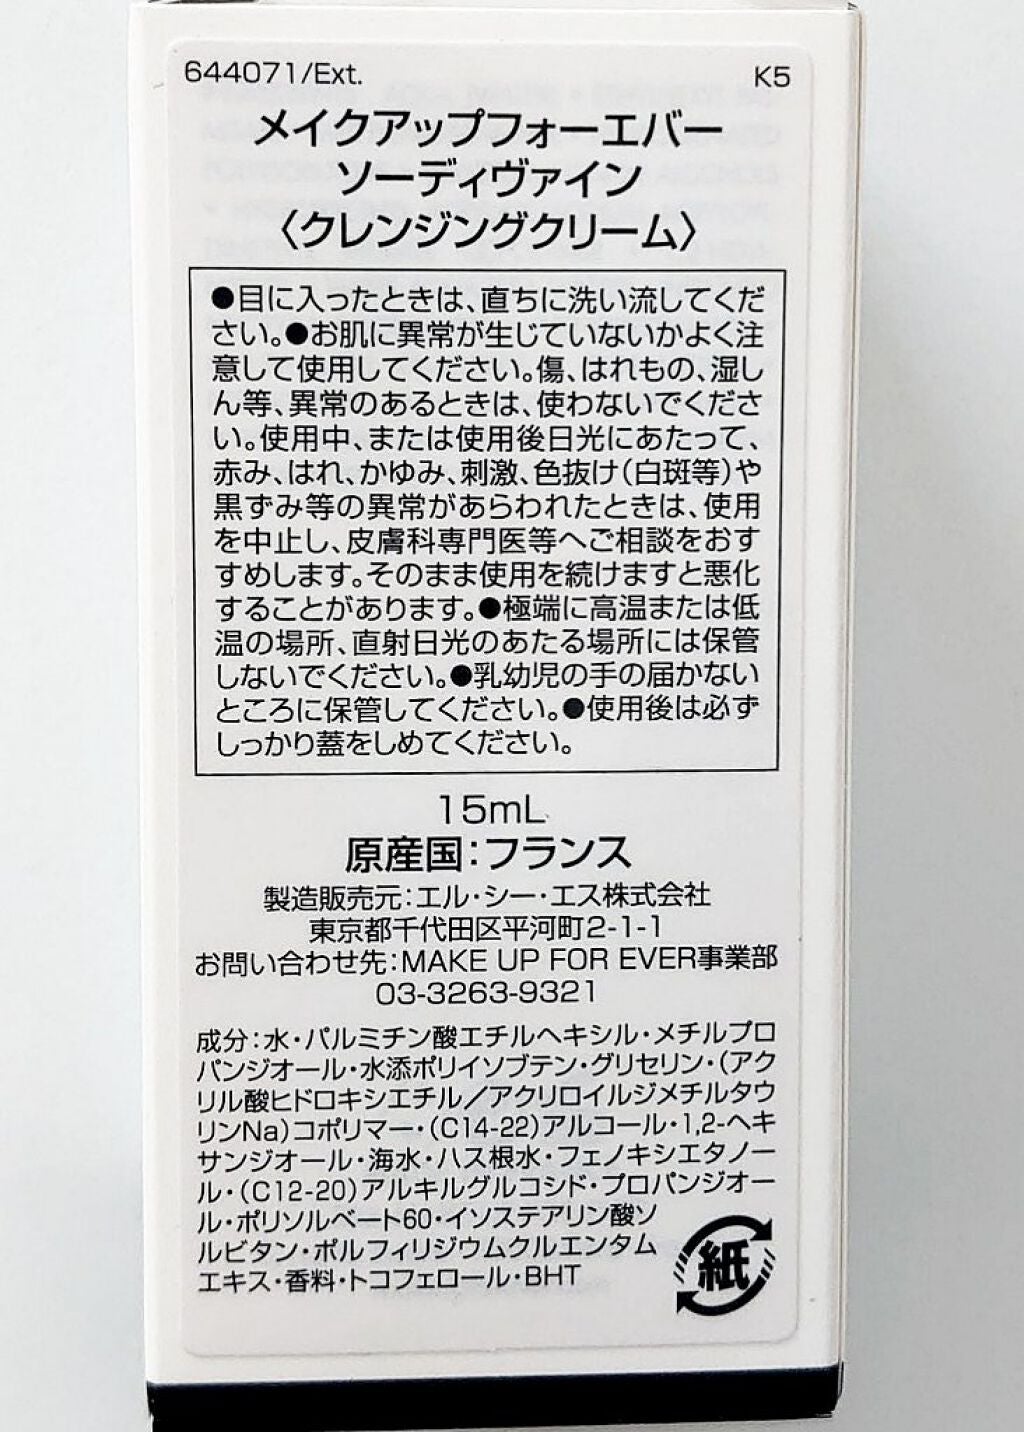 644071/Ext.
K5
メイクアップフォーエバー
ソーディヴァイン
〈クレンジングクリーム〉
●目に入ったときは、直ちに洗い流してくだ
さい。●お肌に異常が生じていないかよく注
意して使用してください。傷、はれもの、湿し
ん等、異常のあるときは、使わないでくださ
い。使用中、または使用後日光にあたって、
赤み、はれ、かゆみ、刺激、色抜け(白斑等)や
黒ずみ等の異常があらわれたときは、使用
を中止し、皮膚科専門医等へご相談をおす
すめします。そのまま使用を続けますと悪化
することがあります。●極端に高温または低
温の場所、直射日光のあたる場所には保管
しないでください。●乳幼児の手の届かない
ところに保管してください。●使用後は必ず
しっかり蓋をしめてください。
15mL
原産国：フランス
製造販売元：エル・シー・エス株式会社
東京都千代田区平河町2-1-1
お問い合わせ先：MAKE UP FOR EVER事業部
03-3263-9321
成分：水・パルミチン酸エチルヘキシル・メチルプロ
パンジオール・水添ポリイソブテン・グリセリン・(アク
リル酸ヒドロキシエチル／アクリロイルジメチルタウ
リンNa)コポリマー・(C14-22)アルコール・1,2-ヘキ
サンジオール・海水・ハス根水・フェノキシエタノー
ル・(C12-20)アルキルグルコシド・プロパンジオー
ル・ポリソルベート60・イソステアリン酸ソ
ルビタン・ポルフィリジウムクルエンタム
エキス・香料・トコフェロール・BHT
紙